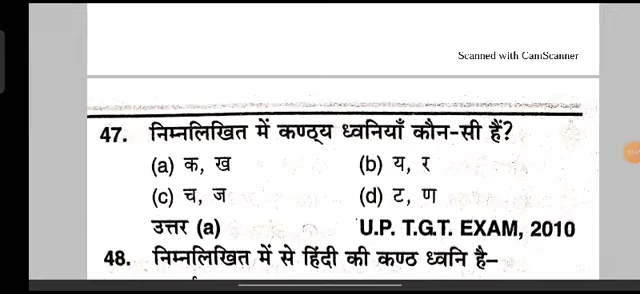 Scanned with CamScanner
47. निम्नलिखित में कण्ठ्य ध्वनियाँ कौन-सी हैं?
(a) क, ख (b) य, र
(c) च, ज (d) ट, ण
उत्तर (a) U.P. T.G.T. EXAM, 2010
48. निम्नलिखित में से हिंदी की कण्ठ ध्वनि है–